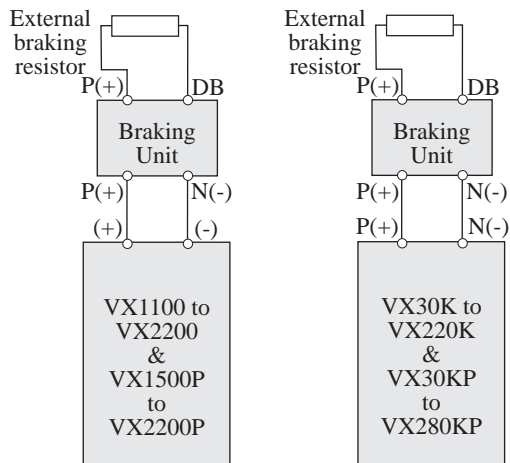 External
braking
resistor
P(+)
DB
Braking
Unit
P(+)
N(-)
(+)
(-)
VX1100 to
VX2200
&
VX1500P
to
VX2200P
External
braking
resistor
P(+)
DB
Braking
Unit
P(+)
N(-)
P(+)
N(-)
VX30K to
VX220K
&
VX30KP
to
VX280KP